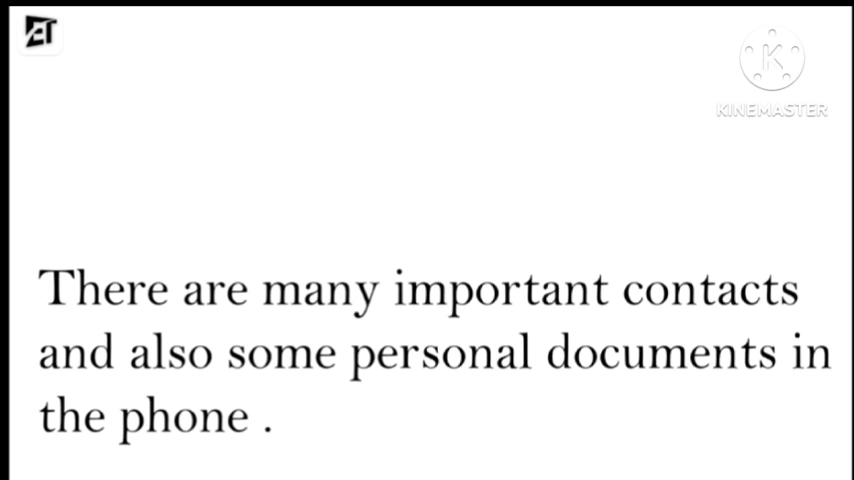 KINEMASTER
There are many important contacts
and also some personal documents in
the phone .